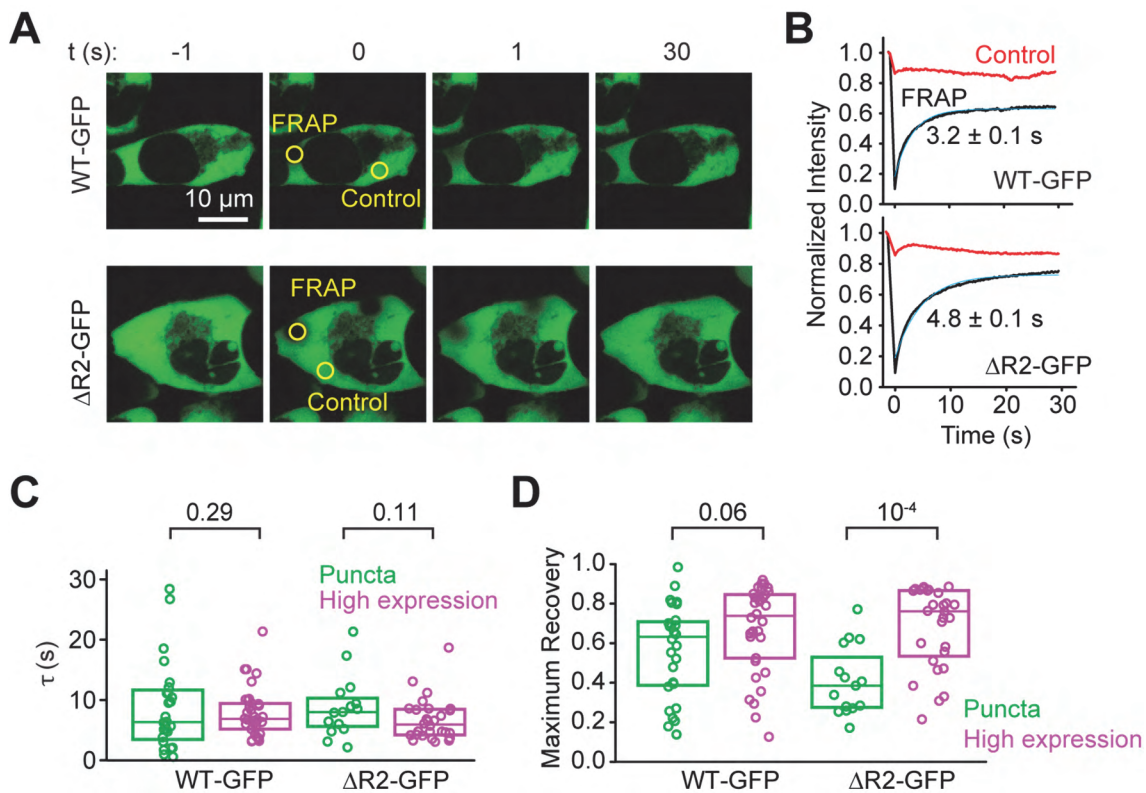 A
t (s): -1 0 1 30
WT-GFP
FRAP
Control
10 µm
ΔR2-GFP
FRAP
Control
B
Normalized Intensity
1.0
0.8
0.6
0.4
0.2
0.0
Control
FRAP
3.2 ± 0.1 s
WT-GFP
1.0
0.8
0.6
0.4
0.2
0.0
4.8 ± 0.1 s
ΔR2-GFP
0 10 20 30
Time (s)
C
0.29 0.11
τ (s)
30
20
10
0
Puncta
High expression
WT-GFP ΔR2-GFP
D
0.06 10⁻⁴
Maximum Recovery
1.0
0.8
0.6
0.4
0.2
0.0
Puncta
High expression
WT-GFP ΔR2-GFP